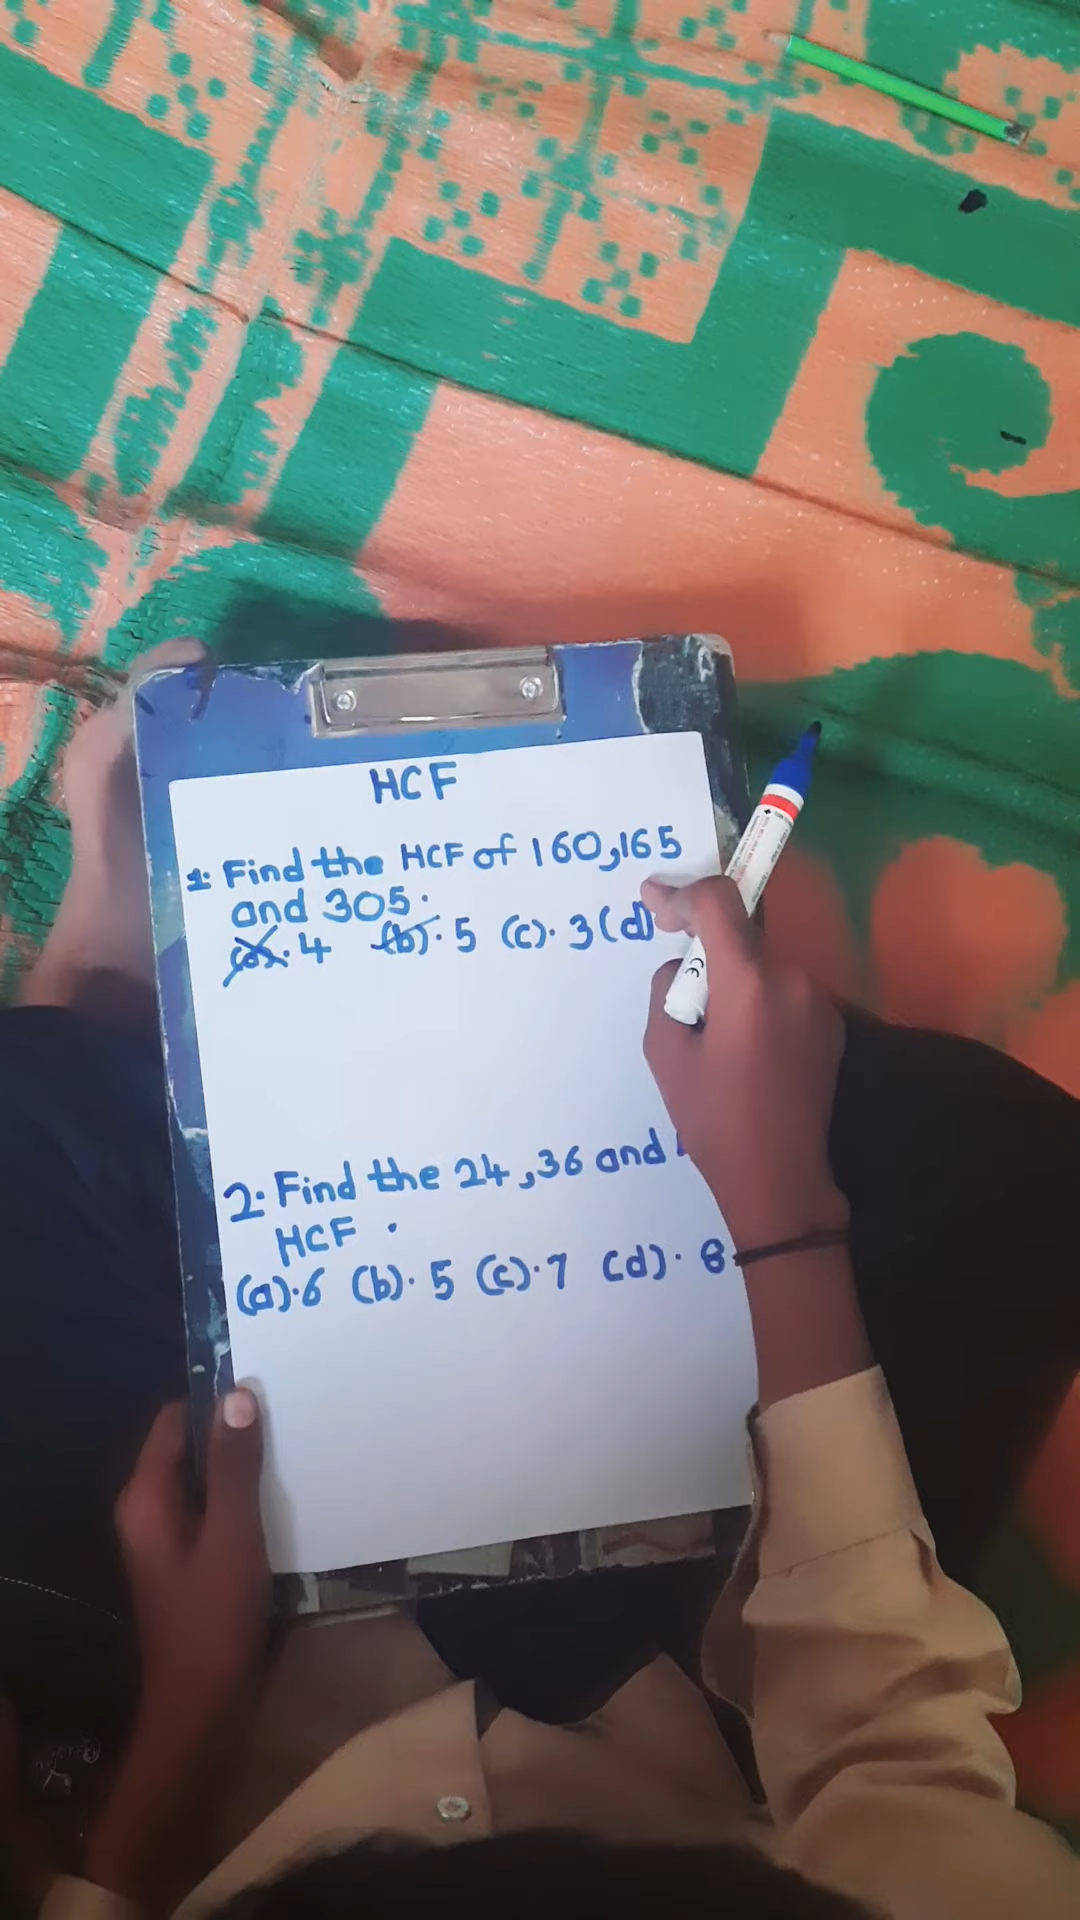 HCF
1. Find the HCF of 160,165
and 305.
(a). 4 (b). 5 (c). 3 (d)
2. Find the 24,36 and
HCF .
(a).6 (b). 5 (c).7 (d). 8
CE